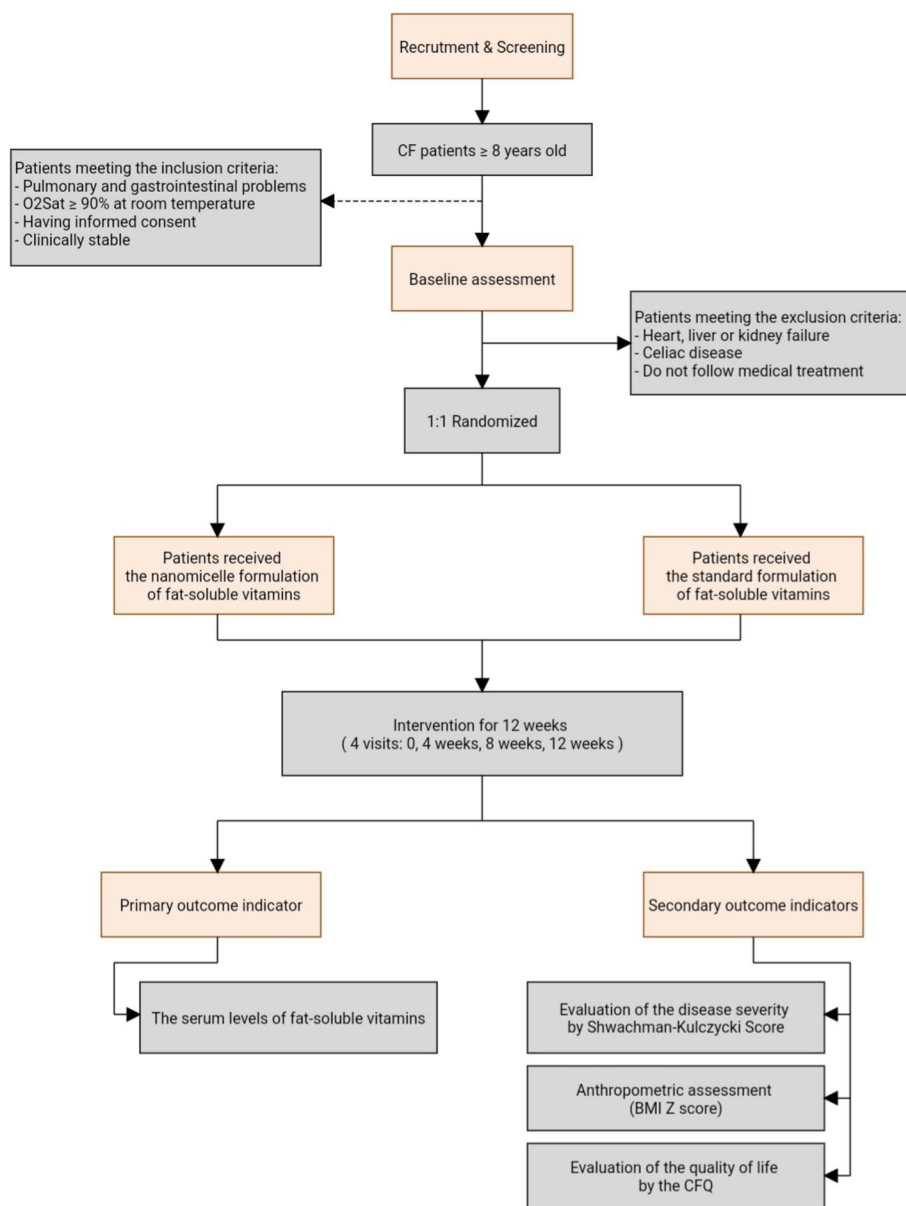 Recrutment & Screening
CF patients ≥ 8 years old
Patients meeting the inclusion criteria:
- Pulmonary and gastrointestinal problems
- O2Sat ≥ 90% at room temperature
- Having informed consent
- Clinically stable
Baseline assessment
Patients meeting the exclusion criteria:
- Heart, liver or kidney failure
- Celiac disease
- Do not follow medical treatment
1:1 Randomized
Patients received
the nanomicelle formulation
of fat-soluble vitamins
Patients received
the standard formulation
of fat-soluble vitamins
Intervention for 12 weeks
( 4 visits: 0, 4 weeks, 8 weeks, 12 weeks )
Primary outcome indicator
Secondary outcome indicators
The serum levels of fat-soluble vitamins
Evaluation of the disease severity
by Shwachman-Kulczycki Score
Anthropometric assessment
(BMI Z score)
Evaluation of the quality of life
by the CFQ